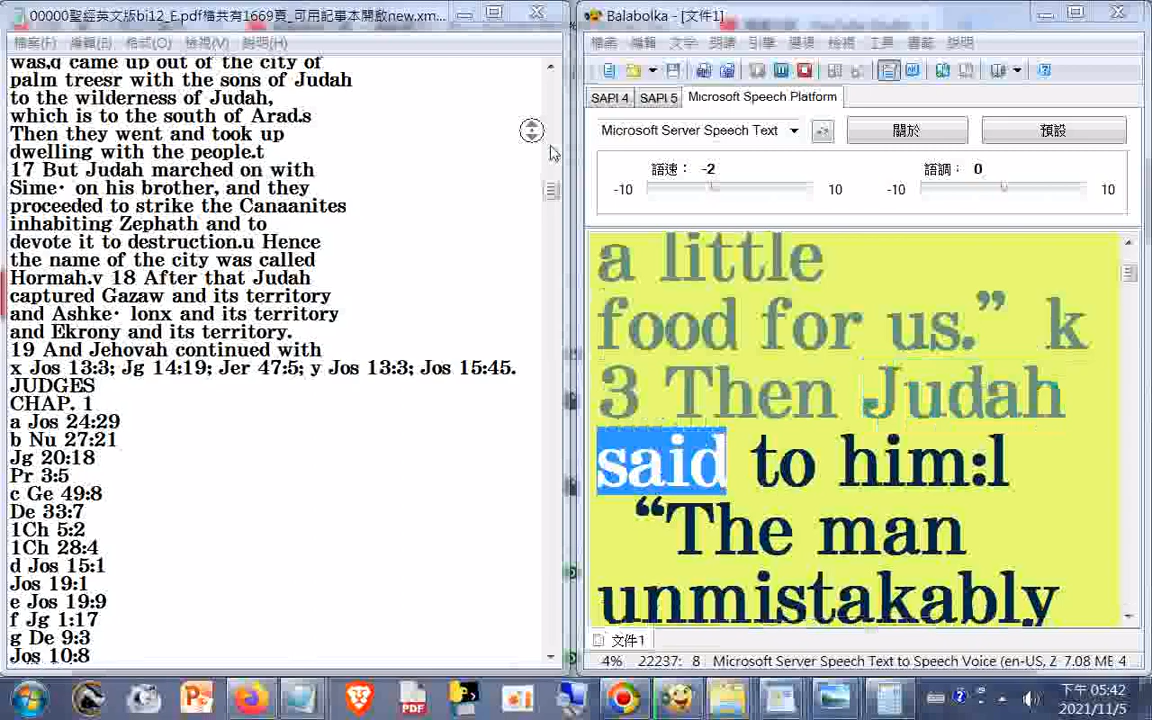 00000聖經英文版bi12_E.pdf檔共有1669頁_可用記事本開啟new.xm...
檔案(F) 編輯(E) 格式(O) 檢視(V) 說明(H)
was,q came up out of the city of
palm treesr with the sons of Judah
to the wilderness of Judah,
which is to the south of Arad.s
Then they went and took up
dwelling with the people.t
17 But Judah marched on with
Sime· on his brother, and they
proceeded to strike the Canaanites
inhabiting Zephath and to
devote it to destruction.u Hence
the name of the city was called
Hormah.v 18 After that Judah
captured Gazaw and its territory
and Ashke· lonx and its territory
and Ekrony and its territory.
19 And Jehovah continued with
x Jos 13:3; Jg 14:19; Jer 47:5; y Jos 13:3; Jos 15:45.
JUDGES
CHAP. 1
a Jos 24:29
b Nu 27:21
Jg 20:18
Pr 3:5
c Ge 49:8
De 33:7
1Ch 5:2
1Ch 28:4
d Jos 15:1
Jos 19:1
e Jos 19:9
f Jg 1:17
g De 9:3
Jos 10:8
Balabolka - [文件1]
檔案 編輯 文字 朗讀 引擎 選項 檢視 工具 書籤 說明
SAPI 4 SAPI 5 Microsoft Speech Platform
Microsoft Server Speech Text 關於 預設
語速： -2 語調： 0
-10 10 -10 10
a little
food for us.” k
3 Then Judah
said to him:l
“The man
unmistakably
文件1
4% 22237: 8 Microsoft Server Speech Text to Speech Voice (en-US, Z 7.08 ME 4
PDF
下午 05:42
2021/11/5